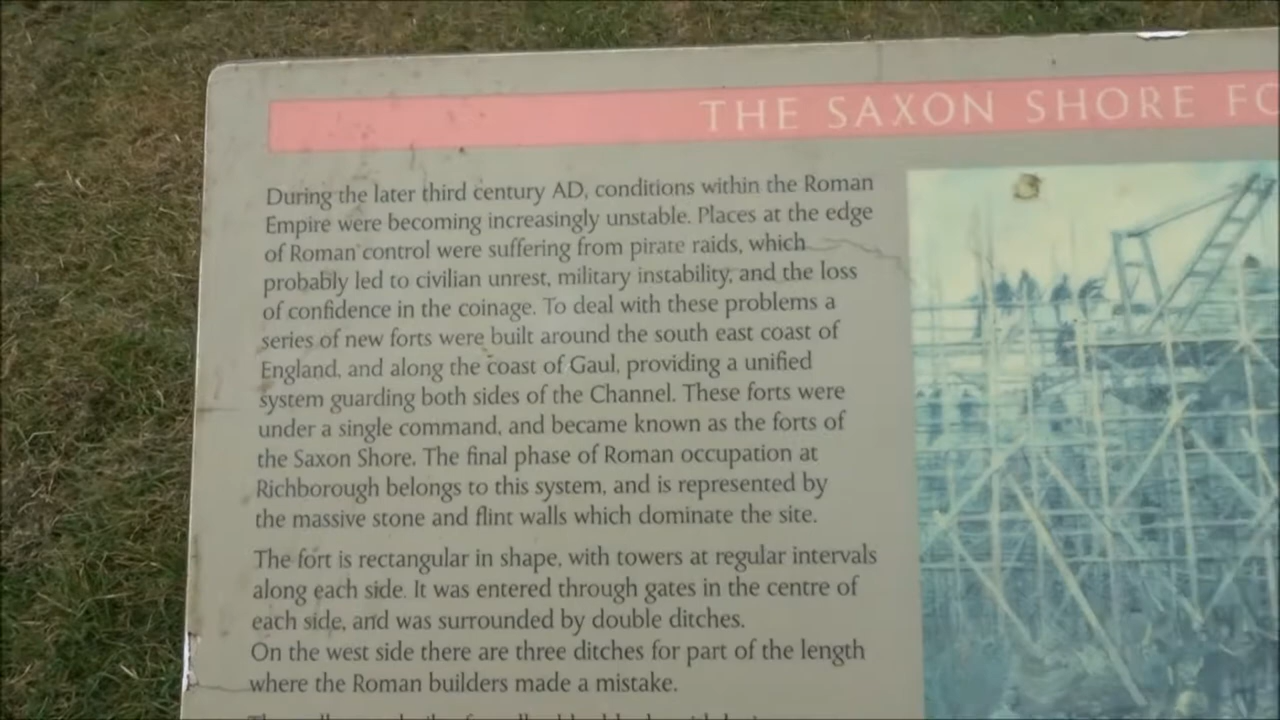 THE SAXON SHORE
During the later third century AD, conditions within the Roman
Empire were becoming increasingly unstable. Places at the edge
of Roman control were suffering from pirate raids, which
probably led to civilian unrest, military instability, and the loss
of confidence in the coinage. To deal with these problems a
series of new forts were built around the south east coast of
England, and along the coast of Gaul, providing a unified
system guarding both sides of the Channel. These forts were
under a single command, and became known as the forts of
the Saxon Shore. The final phase of Roman occupation at
Richborough belongs to this system, and is represented by
the massive stone and flint walls which dominate the site.
The fort is rectangular in shape, with towers at regular intervals
along each side. It was entered through gates in the centre of
each side, and was surrounded by double ditches.
On the west side there are three ditches for part of the length
where the Roman builders made a mistake.